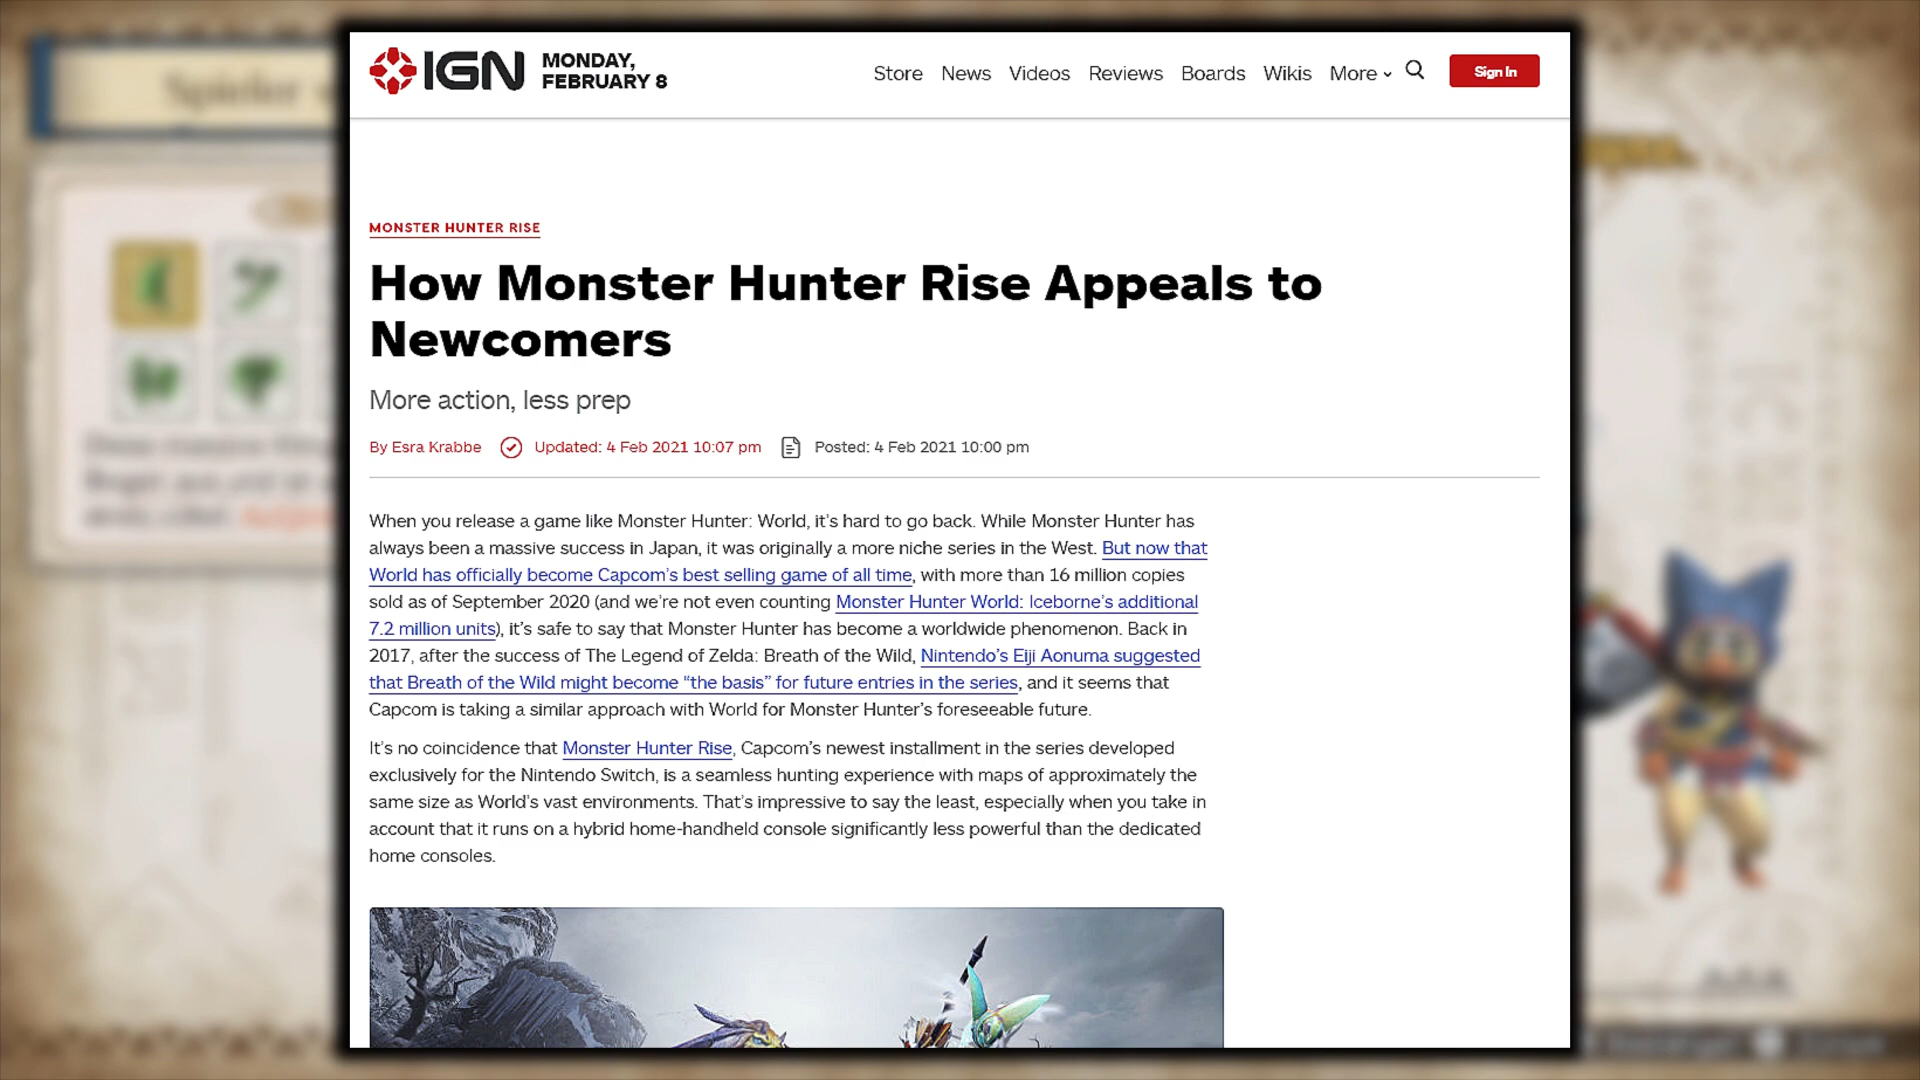 IGN
MONDAY,
FEBRUARY 8
Store News Videos Reviews Boards Wikis More
Sign In
MONSTER HUNTER RISE
How Monster Hunter Rise Appeals to
Newcomers
More action, less prep
By Esra Krabbe Updated: 4 Feb 2021 10:07 pm Posted: 4 Feb 2021 10:00 pm
When you release a game like Monster Hunter: World, it's hard to go back. While Monster Hunter has
always been a massive success in Japan, it was originally a more niche series in the West. But now that
World has officially become Capcom's best selling game of all time, with more than 16 million copies
sold as of September 2020 (and we're not even counting Monster Hunter World: Iceborne's additional
7.2 million units), it's safe to say that Monster Hunter has become a worldwide phenomenon. Back in
2017, after the success of The Legend of Zelda: Breath of the Wild, Nintendo's Eiji Aonuma suggested
that Breath of the Wild might become “the basis” for future entries in the series, and it seems that
Capcom is taking a similar approach with World for Monster Hunter's foreseeable future.
It's no coincidence that Monster Hunter Rise, Capcom's newest installment in the series developed
exclusively for the Nintendo Switch, is a seamless hunting experience with maps of approximately the
same size as World's vast environments. That's impressive to say the least, especially when you take in
account that it runs on a hybrid home-handheld console significantly less powerful than the dedicated
home consoles.